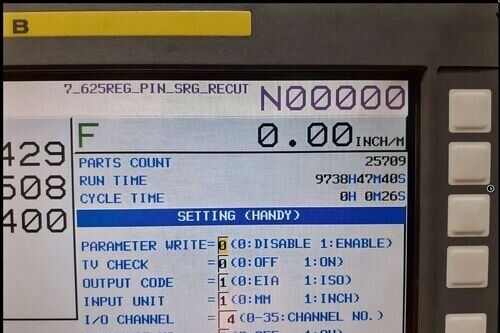 B
7_625REG_PIN_SRG_RECUT
N00000
429
508
400
F 0.00 INCH/M
PARTS COUNT 25709
RUN TIME 9738H47M40S
CYCLE TIME 0H 0M26S
SETTING (HANDY)
PARAMETER WRITE=0(0:DISABLE 1:ENABLE)
TV CHECK =0(0:OFF 1:ON)
OUTPUT CODE =1(0:EIA 1:ISO)
INPUT UNIT =1(0:MM 1:INCH)
I/O CHANNEL = 4(0-35:CHANNEL NO.)